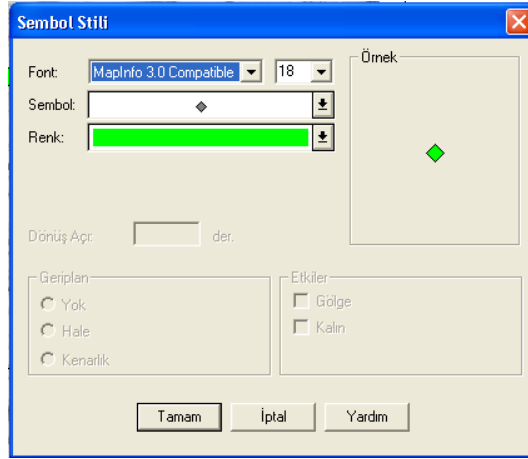 Sembol Stili
Font: MapInfo 3.0 Compatible 18
Örnek
Sembol:
Renk:
Dönüş Açr. der.
Geriplan
Yok
Hale
Kenarlık
Etkiler
Gölge
Kalın
Tamam İptal Yardım